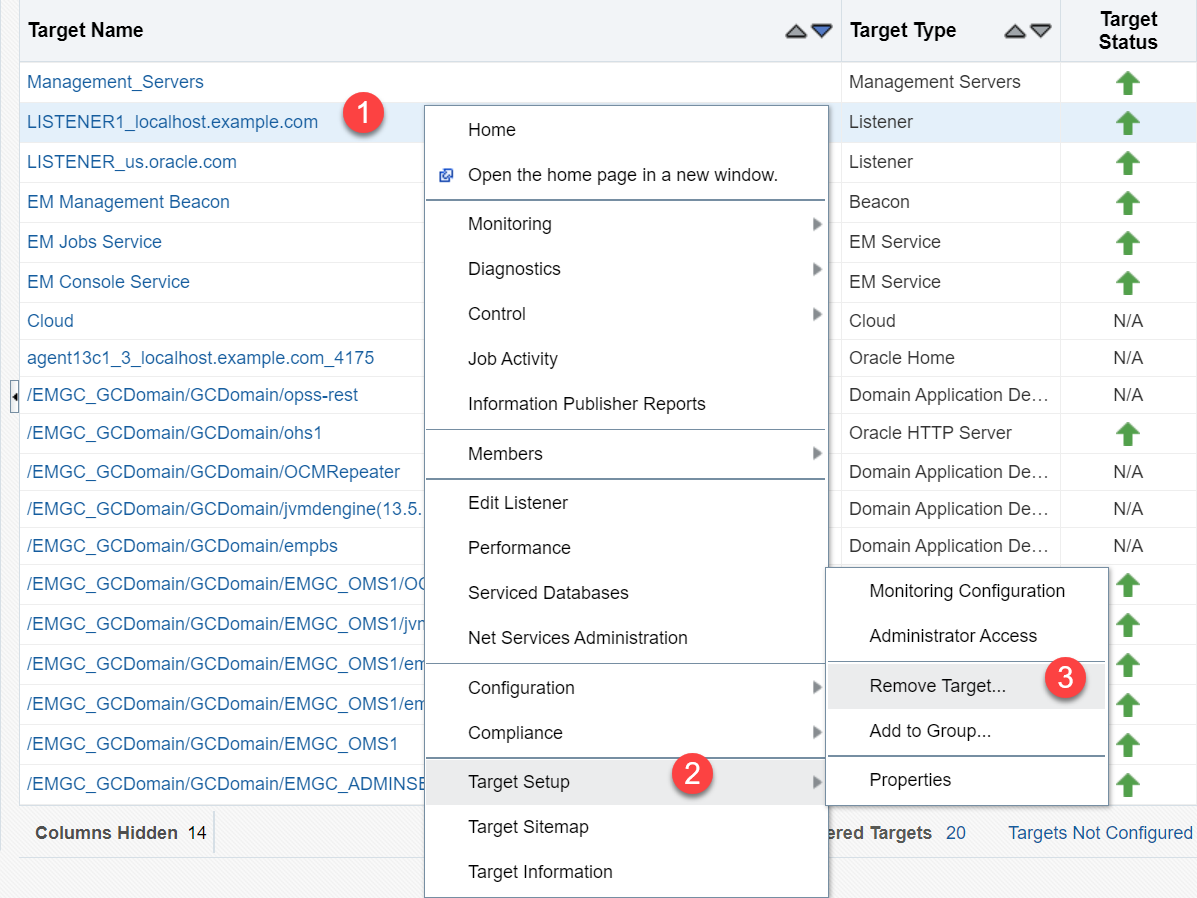 Target Name
Target Type
Target
Status
Management_Servers
Management Servers
LISTENER1_localhost.example.com
1
Listener
LISTENER_us.oracle.com
Listener
EM Management Beacon
Beacon
EM Jobs Service
EM Service
EM Console Service
EM Service
Cloud
Cloud
N/A
agent13c1_3_localhost.example.com_4175
Oracle Home
N/A
/EMGC_GCDomain/GCDomain/opss-rest
Domain Application De...
N/A
/EMGC_GCDomain/GCDomain/ohs1
Oracle HTTP Server
/EMGC_GCDomain/GCDomain/OCMRepeater
Domain Application De...
N/A
/EMGC_GCDomain/GCDomain/jvmdengine(13.5.
Domain Application De...
N/A
/EMGC_GCDomain/GCDomain/empbs
Domain Application De...
N/A
/EMGC_GCDomain/GCDomain/EMGC_OMS1/OC
/EMGC_GCDomain/GCDomain/EMGC_OMS1/jvm
/EMGC_GCDomain/GCDomain/EMGC_OMS1/em
/EMGC_GCDomain/GCDomain/EMGC_OMS1/em
/EMGC_GCDomain/GCDomain/EMGC_OMS1
/EMGC_GCDomain/GCDomain/EMGC_ADMINSE
Home
Open the home page in a new window.
Monitoring
Diagnostics
Control
Job Activity
Information Publisher Reports
Members
Edit Listener
Performance
Serviced Databases
Net Services Administration
Configuration
Compliance
Target Setup
2
Target Sitemap
Target Information
Monitoring Configuration
Administrator Access
Remove Target...
3
Add to Group...
Properties
Columns Hidden 14
ered Targets 20
Targets Not Configured